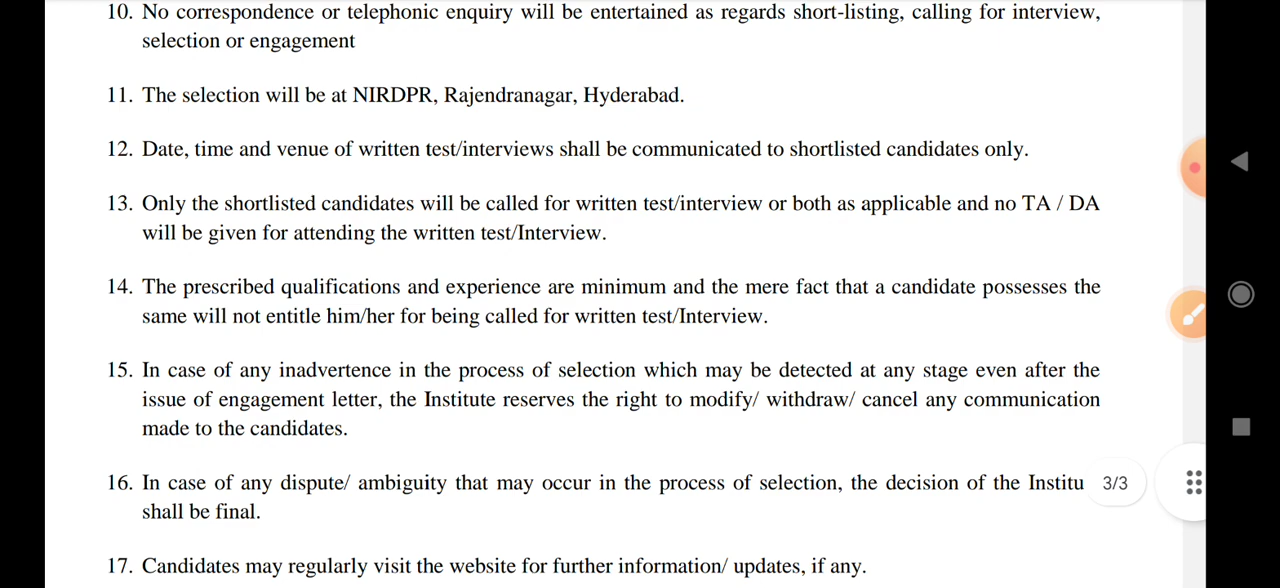 10. No correspondence or telephonic enquiry will be entertained as regards short-listing, calling for interview,
selection or engagement
11. The selection will be at NIRDPR, Rajendranagar, Hyderabad.
12. Date, time and venue of written test/interviews shall be communicated to shortlisted candidates only.
13. Only the shortlisted candidates will be called for written test/interview or both as applicable and no TA / DA
will be given for attending the written test/Interview.
14. The prescribed qualifications and experience are minimum and the mere fact that a candidate possesses the
same will not entitle him/her for being called for written test/Interview.
15. In case of any inadvertence in the process of selection which may be detected at any stage even after the
issue of engagement letter, the Institute reserves the right to modify/ withdraw/ cancel any communication
made to the candidates.
16. In case of any dispute/ ambiguity that may occur in the process of selection, the decision of the Institu 3/3
shall be final.
17. Candidates may regularly visit the website for further information/ updates, if any.